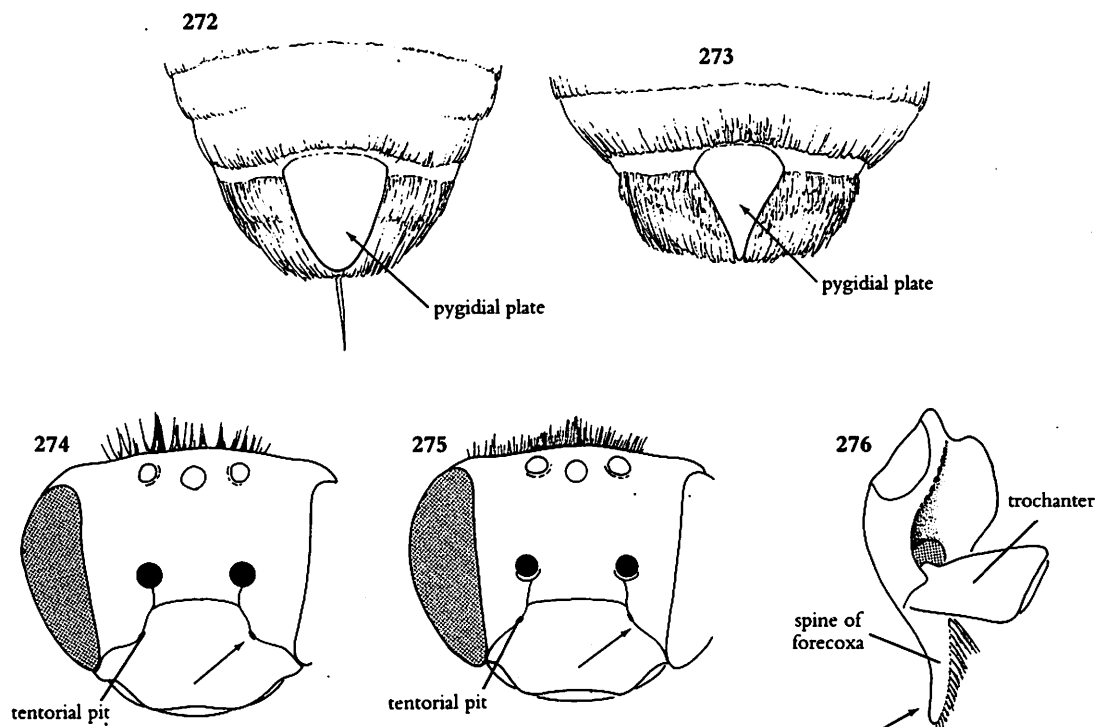 272
273
pygidial plate
pygidial plate
274
275
276
trochanter
spine of
forecoxa
tentorial pit
tentorial pit